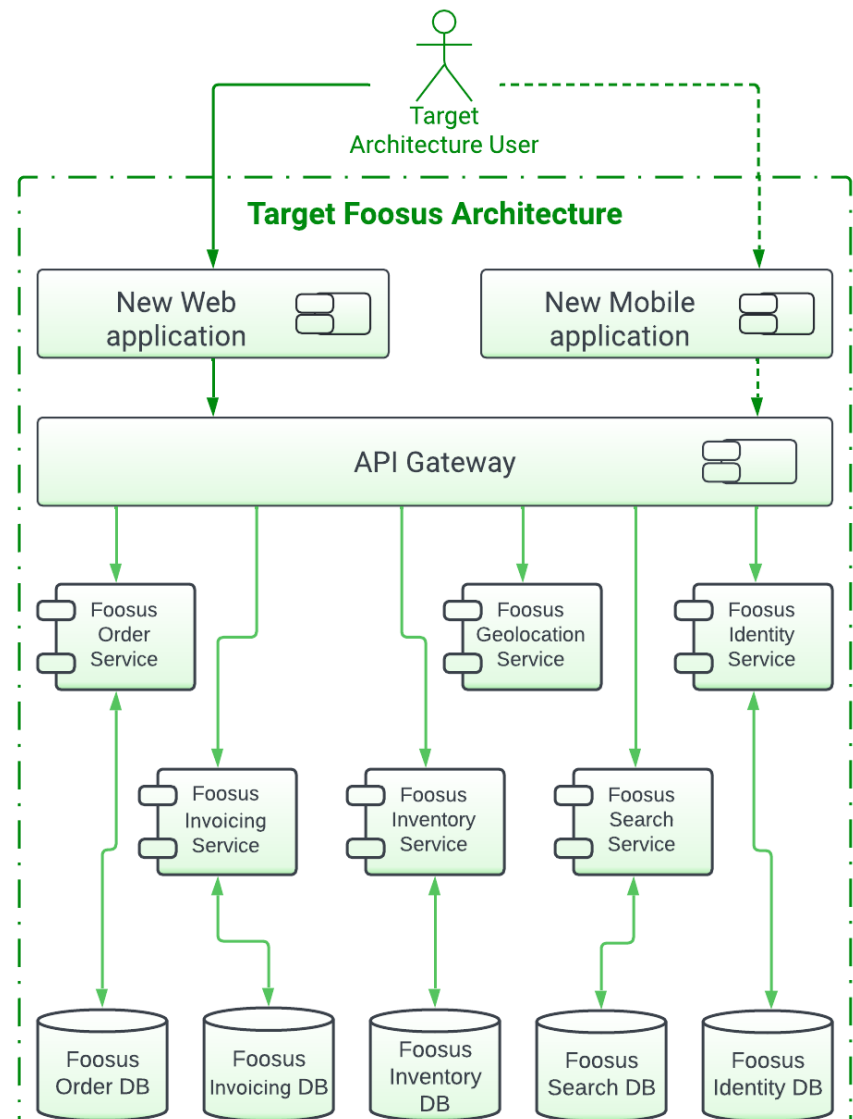 Target
Architecture User
Target Foosus Architecture
New Web
application
New Mobile
application
API Gateway
Foosus
Order
Service
Foosus
Geolocation
Service
Foosus
Identity
Service
Foosus
Invoicing
Service
Foosus
Inventory
Service
Foosus
Search
Service
Foosus
Order DB
Foosus
Invoicing DB
Foosus
Inventory
DB
Foosus
Search DB
Foosus
Identity DB